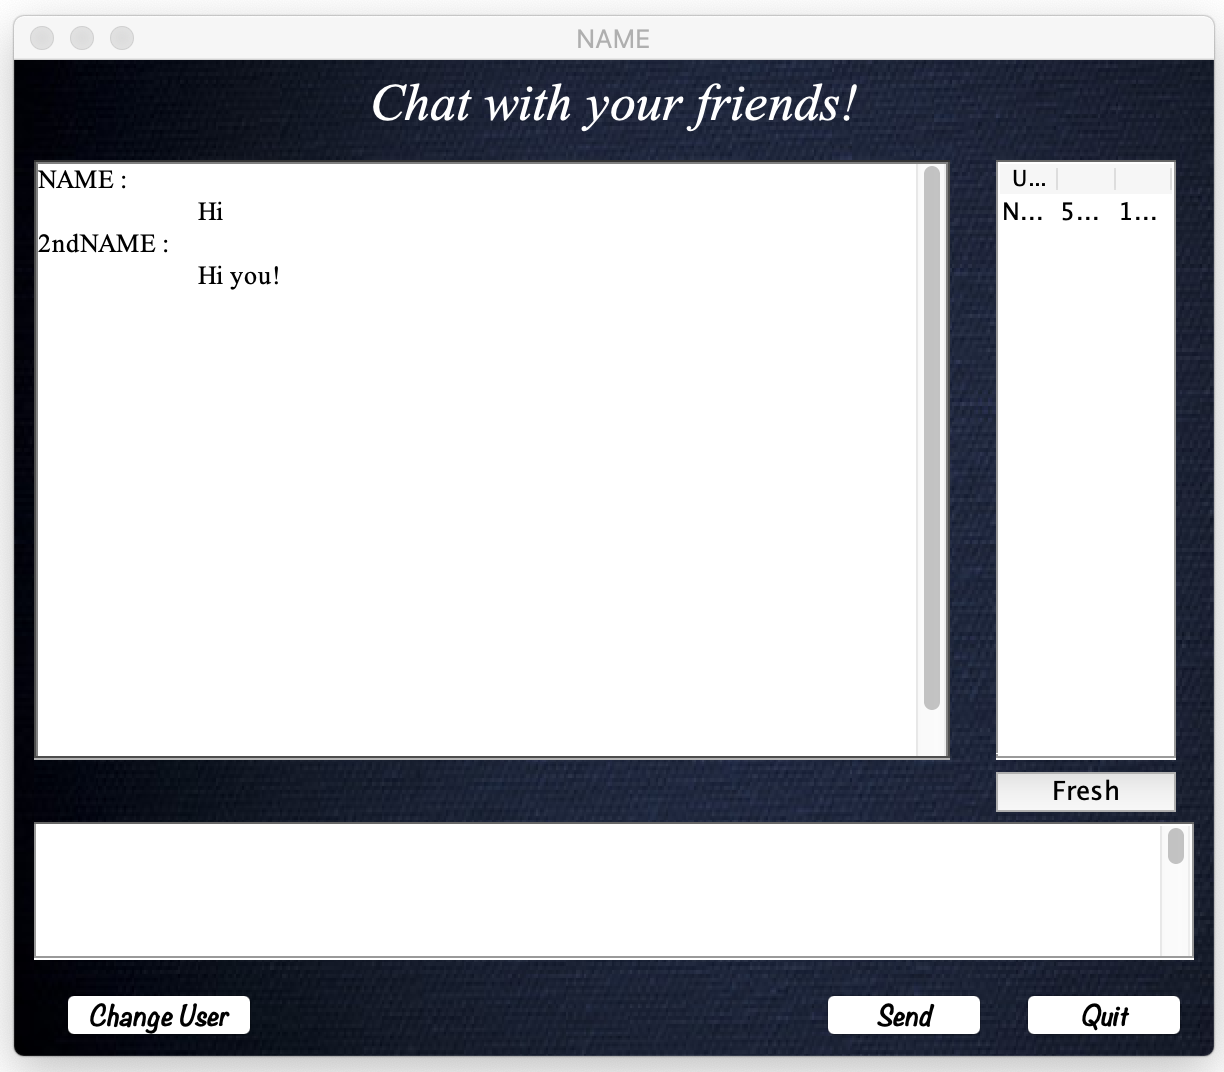 NAME
Chat with your friends!
NAME :
Hi
2ndNAME :
Hi you!
U...
N... 5... 1...
Fresh
Change User
Send
Quit